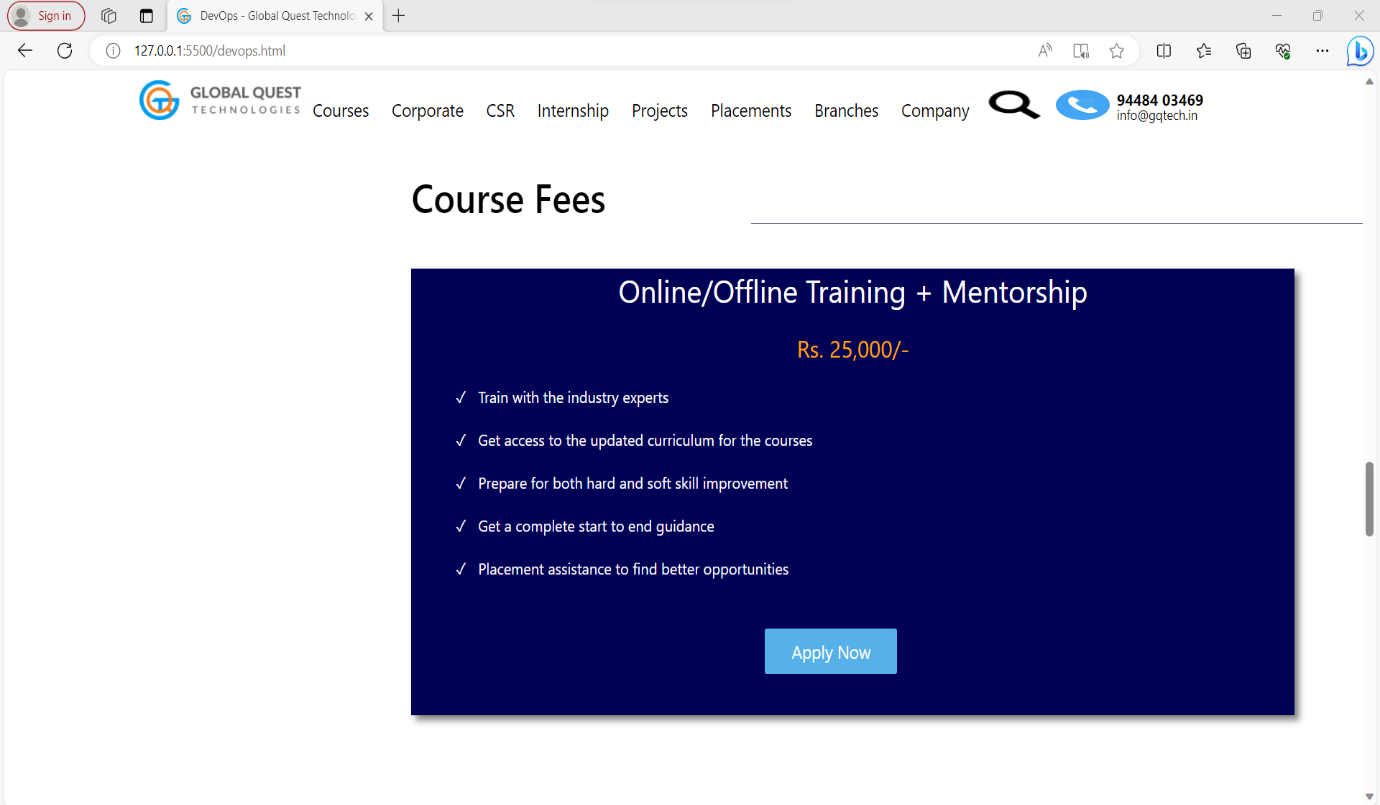 Sign in
DevOps - Global Quest Technolo
127.0.0.1:5500/devops.html
GLOBAL QUEST
TECHNOLOGIES
Courses Corporate CSR Internship Projects Placements Branches Company
94484 03469
info@gqtech.in
Course Fees
Online/Offline Training + Mentorship
Rs. 25,000/-
✓ Train with the industry experts
✓ Get access to the updated curriculum for the courses
✓ Prepare for both hard and soft skill improvement
✓ Get a complete start to end guidance
✓ Placement assistance to find better opportunities
Apply Now